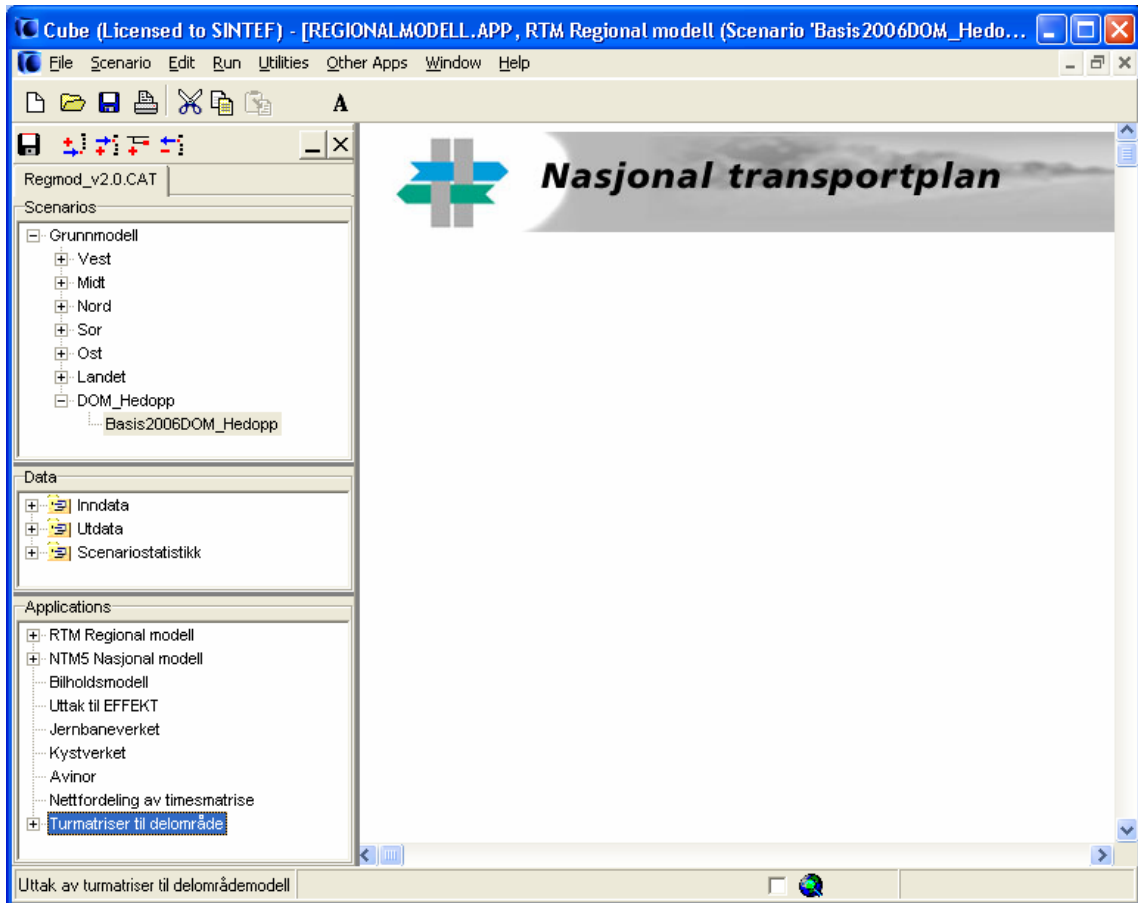 Cube (Licensed to SINTEF) - [REGIONALMODELL.APP, RTM Regional modell (Scenario 'Basis2006DOM_Hedo...
File Scenario Edit Run Utilities Other Apps Window Help
A
Regmod_v2.0.CAT
Scenarios
Grunnmodell
Vest
Midt
Nord
Sor
Ost
Landet
DOM_Hedopp
Basis2006DOM_Hedopp
Data
Inndata
Utdata
Scenariostatistikk
Applications
RTM Regional modell
NTM5 Nasjonal modell
Bilholdsmodell
Uttak til EFFEKT
Jernbaneverket
Kystverket
Avinor
Nettfordeling av timesmatrise
Turmatriser til delområde
Nasjonal transportplan
Uttak av turmatriser til delområdemodell